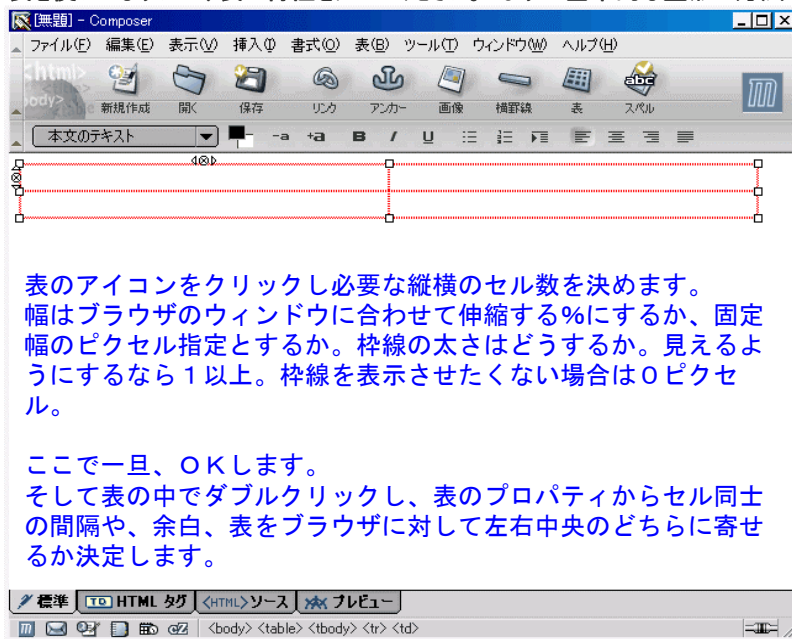 [無題] - Composer
ファイル(F) 編集(E) 表示(V) 挿入(I) 書式(O) 表(B) ツール(T) ウィンドウ(W) ヘルプ(H)
新規作成 開く 保存 リンク アンカー 画像 横罫線 表 スペル
本文のテキスト -a +a B I U
表のアイコンをクリックし必要な縦横のセル数を決めます。
幅はブラウザのウィンドウに合わせて伸縮する%にするか、固定
幅のピクセル指定とするか。枠線の太さはどうするか。見えるよ
うにするなら１以上。枠線を表示させたくない場合は０ピクセ
ル。
ここで一旦、ＯＫします。
そして表の中でダブルクリックし、表のプロパティからセル同士
の間隔や、余白、表をブラウザに対して左右中央のどちらに寄せ
るか決定します。
標準 TD HTML タグ <HTML>ソース プレビュー
<body> <table> <tbody> <tr> <td>